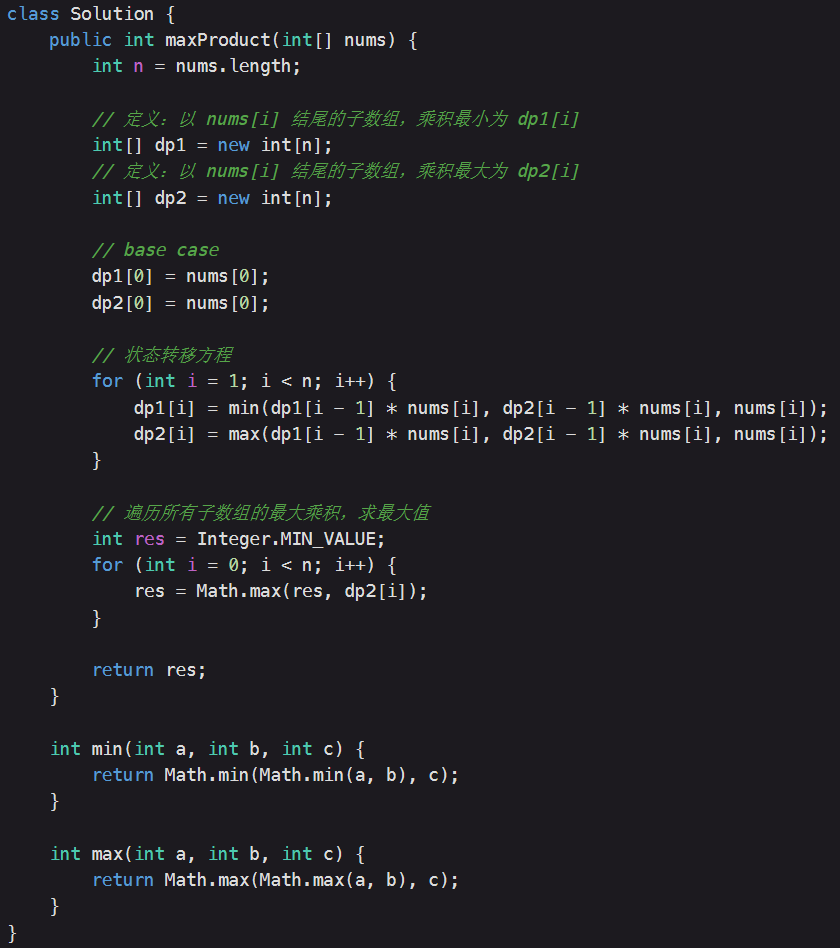 class Solution {
    public int maxProduct(int[] nums) {
        int n = nums.length;

        // 定义：以 nums[i] 结尾的子数组，乘积最小为 dp1[i]
        int[] dp1 = new int[n];
        // 定义：以 nums[i] 结尾的子数组，乘积最大为 dp2[i]
        int[] dp2 = new int[n];

        // base case
        dp1[0] = nums[0];
        dp2[0] = nums[0];

        // 状态转移方程
        for (int i = 1; i < n; i++) {
            dp1[i] = min(dp1[i - 1] * nums[i], dp2[i - 1] * nums[i], nums[i]);
            dp2[i] = max(dp1[i - 1] * nums[i], dp2[i - 1] * nums[i], nums[i]);
        }

        // 遍历所有子数组的最大乘积，求最大值
        int res = Integer.MIN_VALUE;
        for (int i = 0; i < n; i++) {
            res = Math.max(res, dp2[i]);
        }

        return res;
    }

    int min(int a, int b, int c) {
        return Math.min(Math.min(a, b), c);
    }

    int max(int a, int b, int c) {
        return Math.max(Math.max(a, b), c);
    }
}